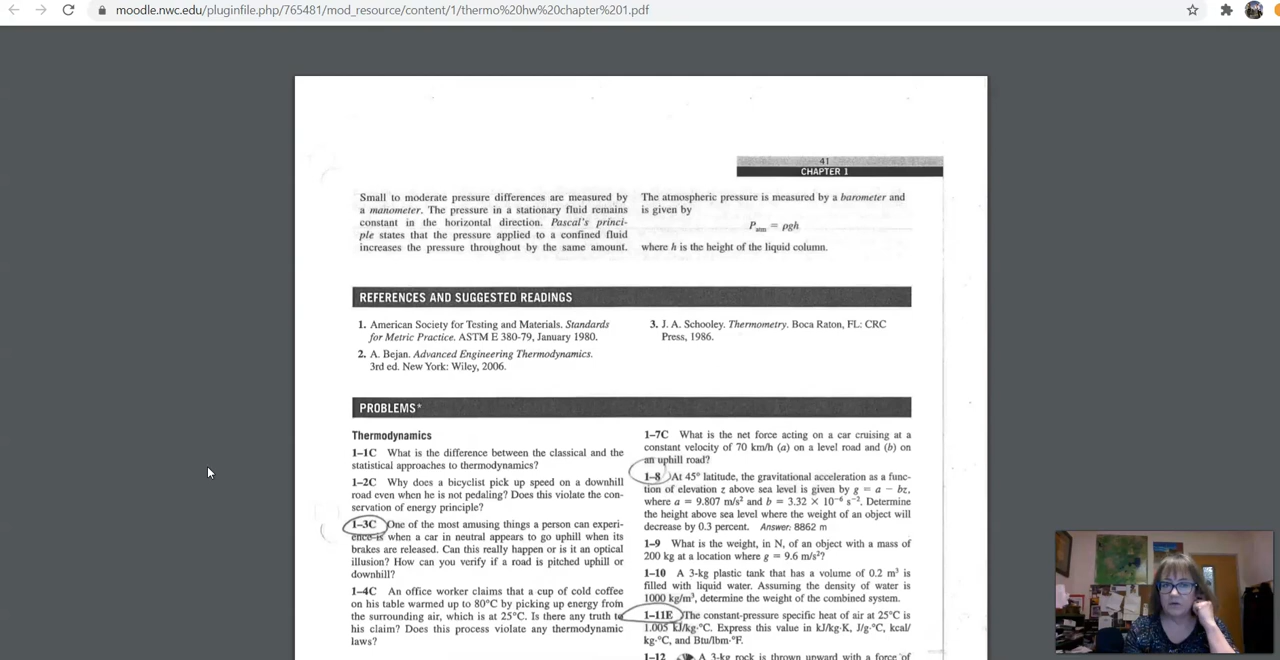 moodle.nwc.edu/pluginfile.php/765481/mod_resource/content/1/thermo%20hw%20chapter%201.pdf
41
CHAPTER 1
Small to moderate pressure differences are measured by
a manometer. The pressure in a stationary fluid remains
constant in the horizontal direction. Pascal's princi-
ple states that the pressure applied to a confined fluid
increases the pressure throughout by the same amount.
The atmospheric pressure is measured by a barometer and
is given by
Patm = ρgh
where h is the height of the liquid column.
REFERENCES AND SUGGESTED READINGS
1. American Society for Testing and Materials. Standards
for Metric Practice. ASTM E 380-79, January 1980.
2. A. Bejan. Advanced Engineering Thermodynamics.
3rd ed. New York: Wiley, 2006.
3. J. A. Schooley. Thermometry. Boca Raton, FL: CRC
Press, 1986.
PROBLEMS*
Thermodynamics
1–1C What is the difference between the classical and the
statistical approaches to thermodynamics?
1–2C Why does a bicyclist pick up speed on a downhill
road even when he is not pedaling? Does this violate the con-
servation of energy principle?
1–3C One of the most amusing things a person can experi-
ence is when a car in neutral appears to go uphill when its
brakes are released. Can this really happen or is it an optical
illusion? How can you verify if a road is pitched uphill or
downhill?
1–4C An office worker claims that a cup of cold coffee
on his table warmed up to 80°C by picking up energy from
the surrounding air, which is at 25°C. Is there any truth to
his claim? Does this process violate any thermodynamic
laws?
1–7C What is the net force acting on a car cruising at a
constant velocity of 70 km/h (a) on a level road and (b) on
an uphill road?
1–8 At 45° latitude, the gravitational acceleration as a func-
tion of elevation z above sea level is given by g = a − bz,
where a = 9.807 m/s² and b = 3.32 × 10⁻⁶ s⁻². Determine
the height above sea level where the weight of an object will
decrease by 0.3 percent. Answer: 8862 m
1–9 What is the weight, in N, of an object with a mass of
200 kg at a location where g = 9.6 m/s²?
1–10 A 3-kg plastic tank that has a volume of 0.2 m³ is
filled with liquid water. Assuming the density of water is
1000 kg/m³, determine the weight of the combined system.
1–11E The constant-pressure specific heat of air at 25°C is
1.005 kJ/kg·°C. Express this value in kJ/kg·K, J/g·°C, kcal/
kg·°C, and Btu/lbm·°F.
1–12 A 3-kg rock is thrown upward with a force of